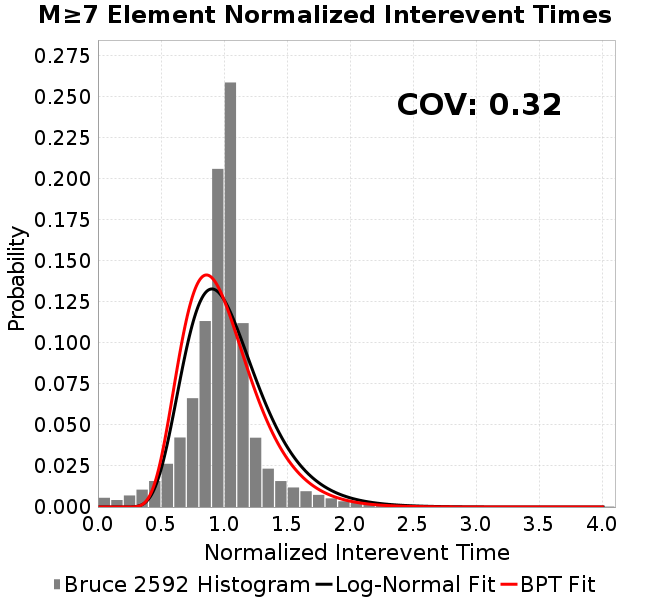 M≥7 Element Normalized Interevent Times
COV: 0.32
Probability
0.275
0.250
0.225
0.200
0.175
0.150
0.125
0.100
0.075
0.050
0.025
0.000
0.0 0.5 1.0 1.5 2.0 2.5 3.0 3.5 4.0
Normalized Interevent Time
Bruce 2592 Histogram Log-Normal Fit BPT Fit